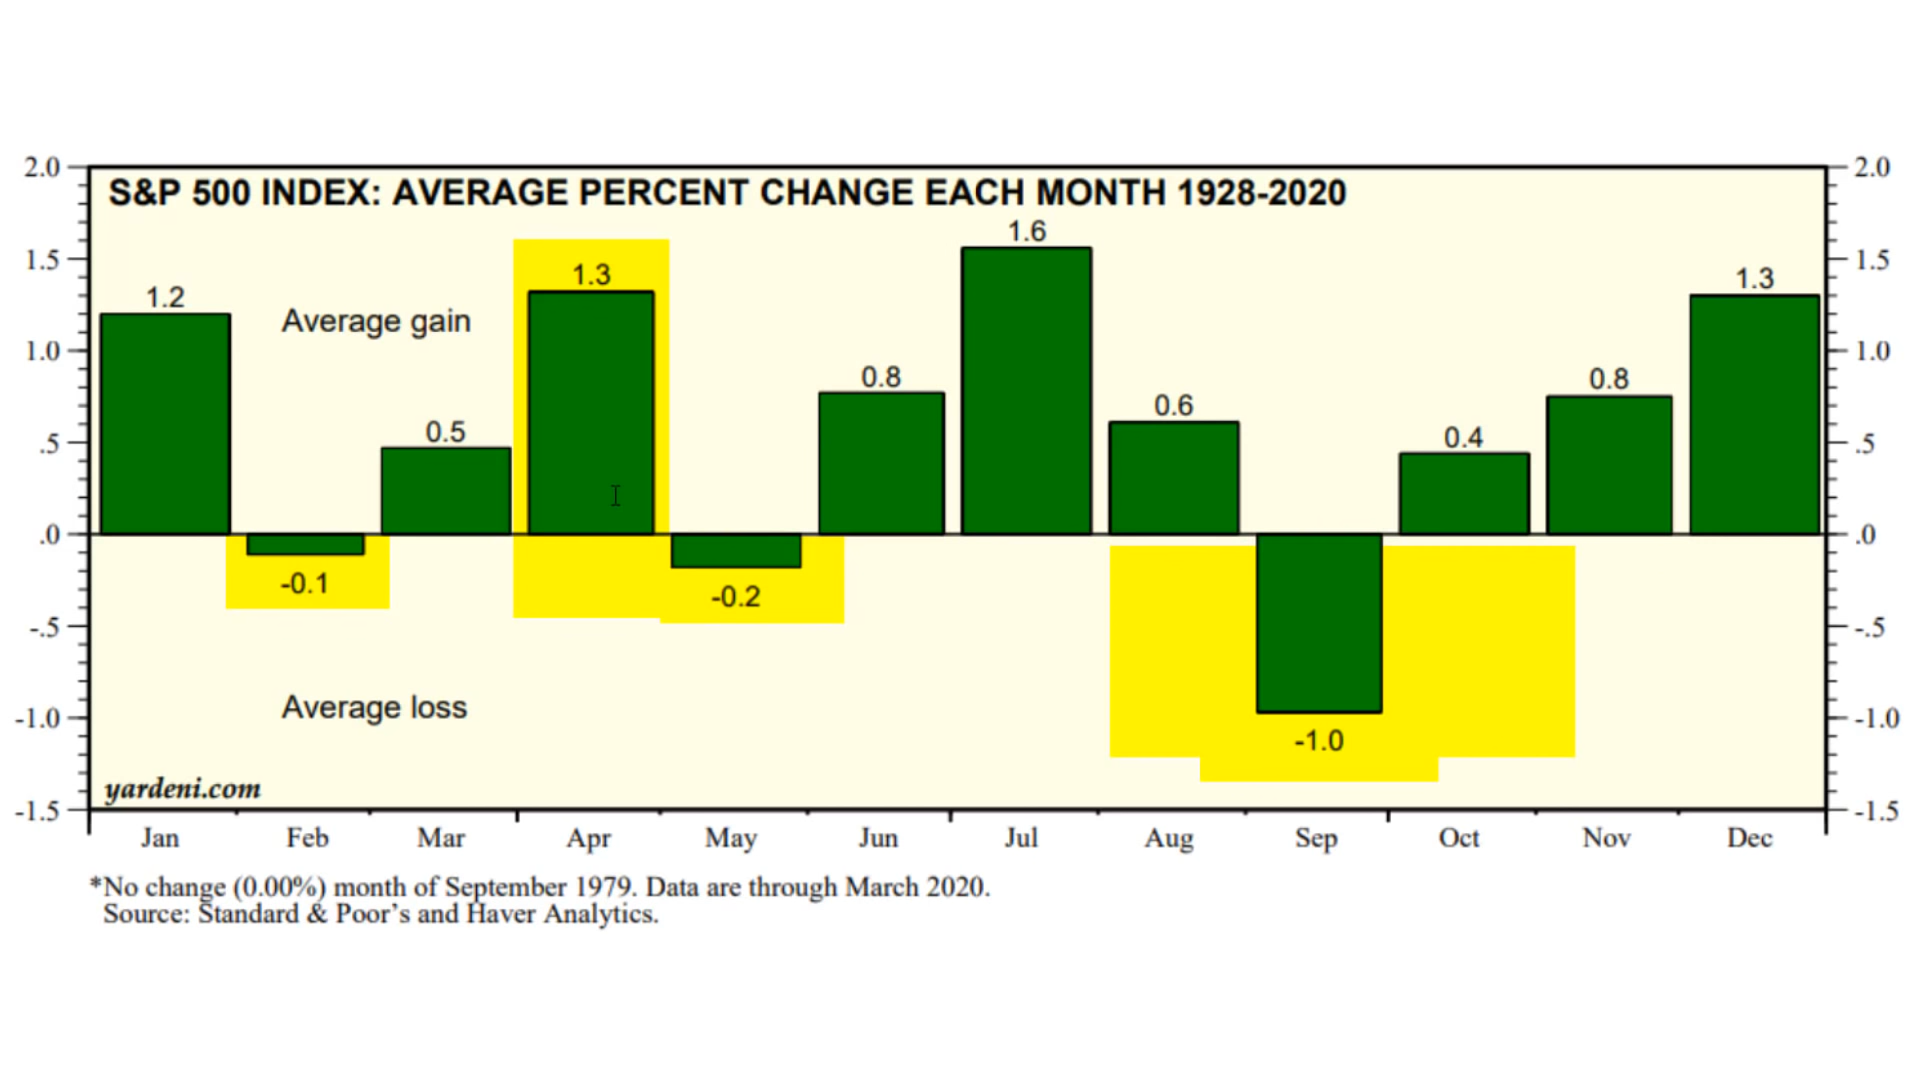 S&P 500 INDEX: AVERAGE PERCENT CHANGE EACH MONTH 1928-2020
2.0 2.0
1.6
1.5 1.3 1.3 1.5
1.2
Average gain
1.0 1.0
0.8 0.8
0.6
.5 0.5 0.4 .5
.0 .0
-0.1 -0.2
-.5 -.5
Average loss
-1.0 -1.0
-1.0
yardeni.com
-1.5 -1.5
Jan Feb Mar Apr May Jun Jul Aug Sep Oct Nov Dec
*No change (0.00%) month of September 1979. Data are through March 2020.
Source: Standard & Poor's and Haver Analytics.